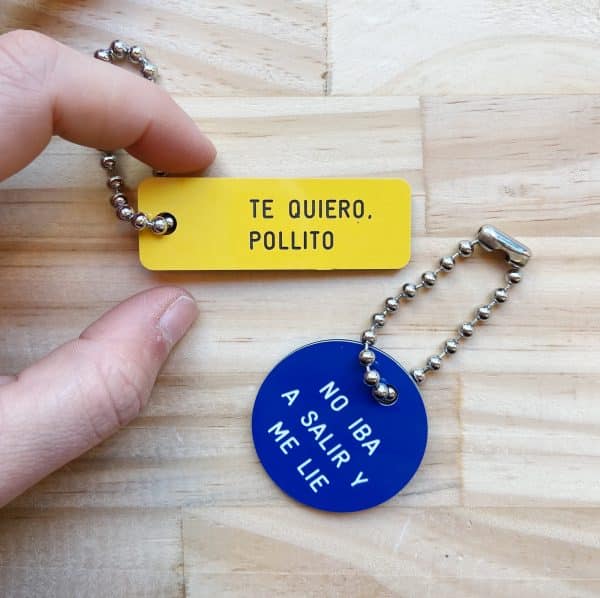 TE QUIERO.
POLLITO
NO IBA
A SALIR Y
ME LIE